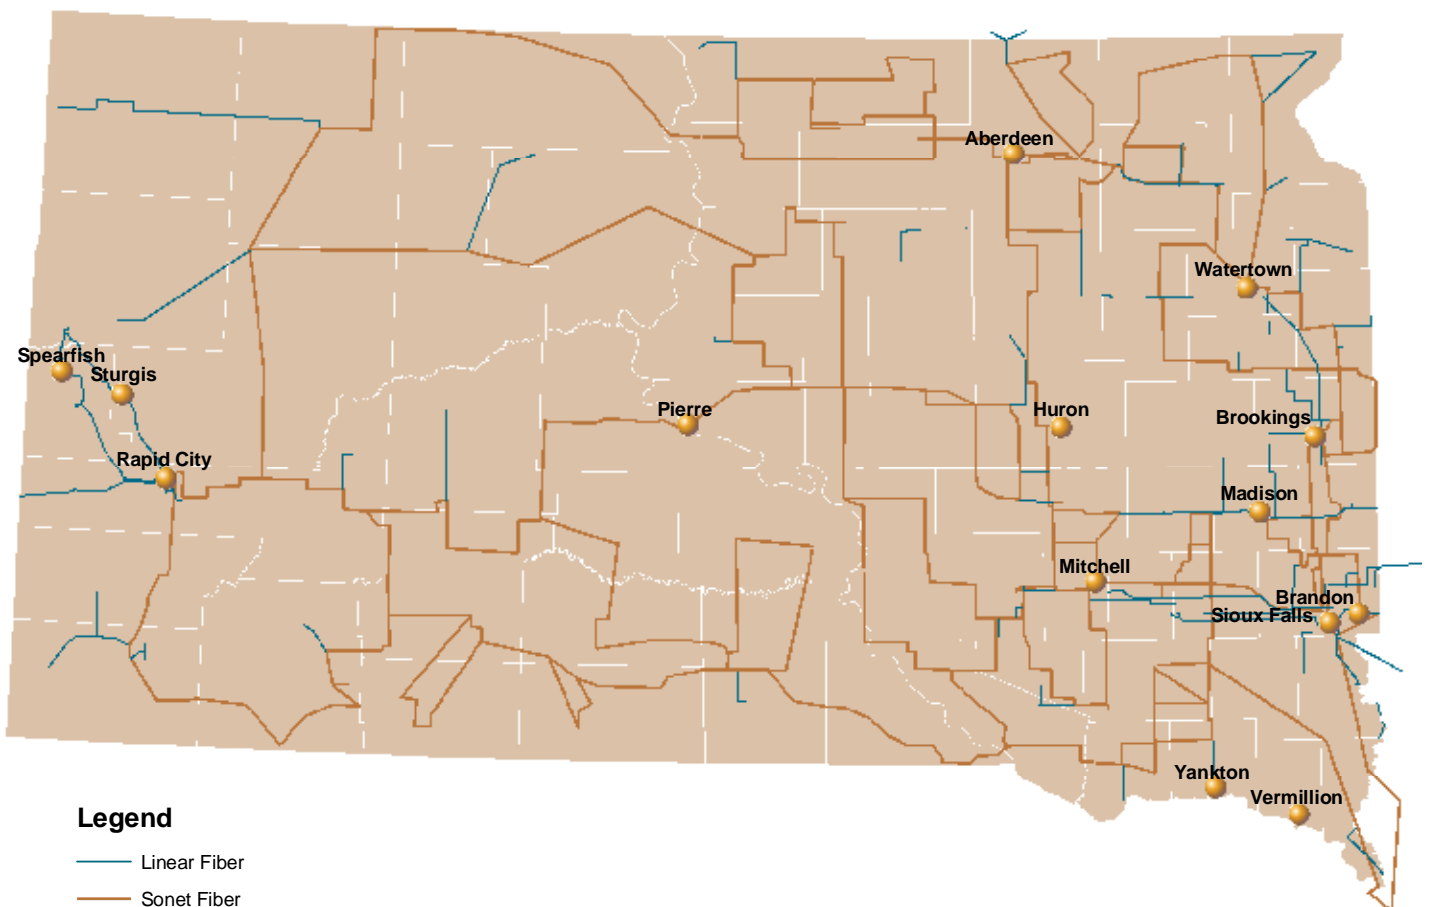 Aberdeen
Watertown
Spearfish
Sturgis
Pierre
Huron
Brookings
Rapid City
Madison
Mitchell
Brandon
Sioux Falls
Yankton
Vermillion
Legend
Linear Fiber
Sonet Fiber